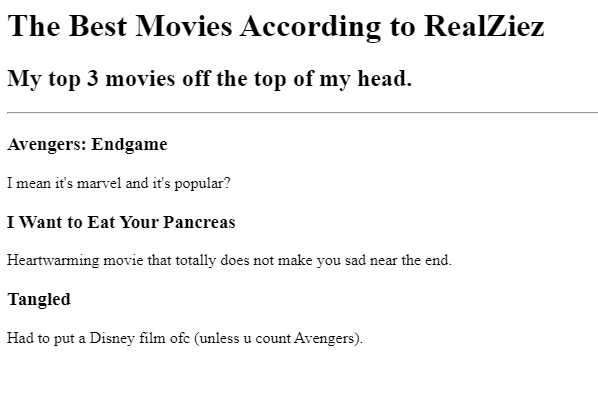 The Best Movies According to RealZiez
My top 3 movies off the top of my head.
Avengers: Endgame
I mean it's marvel and it's popular?
I Want to Eat Your Pancreas
Heartwarming movie that totally does not make you sad near the end.
Tangled
Had to put a Disney film ofc (unless u count Avengers).